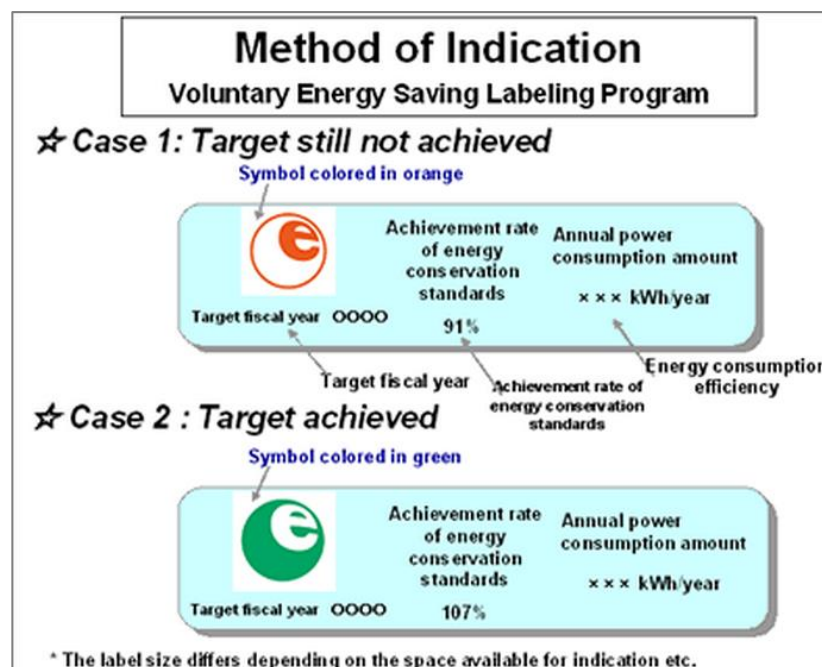 Method of Indication
Voluntary Energy Saving Labeling Program
☆ Case 1: Target still not achieved
Symbol colored in orange
e
Achievement rate
of energy
conservation
standards
Annual power
consumption amount
× × × kWh/year
Target fiscal year OOOO
91%
Target fiscal year
Achievement rate of
energy conservation
standards
Energy consumption
efficiency
☆ Case 2 : Target achieved
Symbol colored in green
e
Achievement rate
of energy
conservation
standards
Annual power
consumption amount
× × × kWh/year
Target fiscal year OOOO
107%
* The label size differs depending on the space available for indication etc.